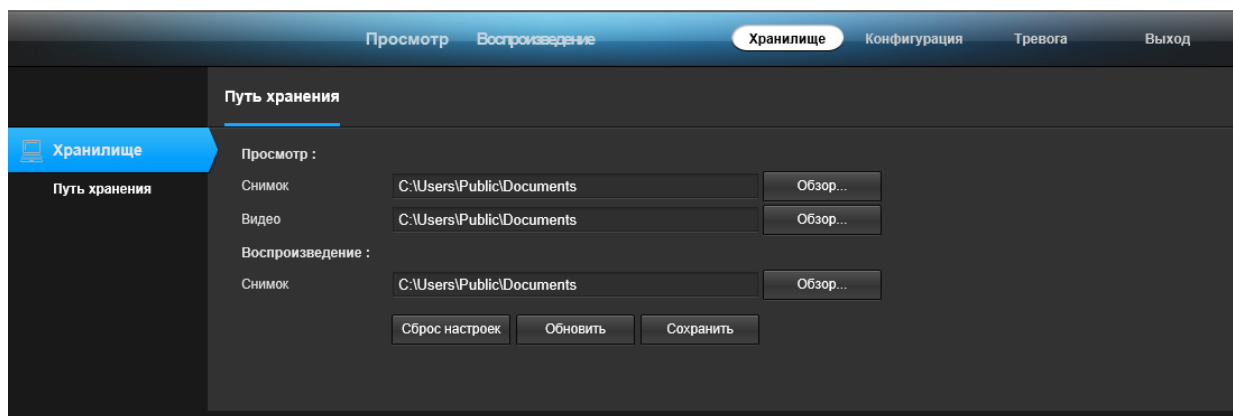 Просмотр Воспроизведение Хранилище Конфигурация Тревога Выход
Путь хранения
Хранилище
Путь хранения
Просмотр :
Снимок C:\Users\Public\Documents Обзор...
Видео C:\Users\Public\Documents Обзор...
Воспроизведение :
Снимок C:\Users\Public\Documents Обзор...
Сброс настроек Обновить Сохранить